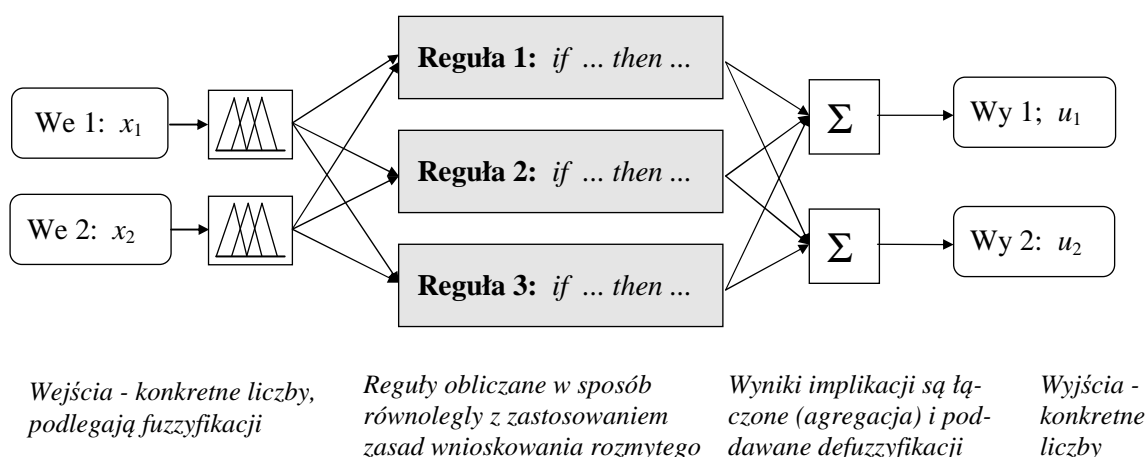 Reguła 1: if ... then ...
We 1: x1
Σ
Wy 1; u1
Reguła 2: if ... then ...
We 2: x2
Σ
Wy 2: u2
Reguła 3: if ... then ...
Wejścia - konkretne liczby,
podlegają fuzzyfikacji
Reguły obliczane w sposób
równolegly z zastosowaniem
zasad wnioskowania rozmytego
Wyniki implikacji są łą-
czone (agregacja) i pod-
dawane defuzzyfikacji
Wyjścia -
konkretne
liczby